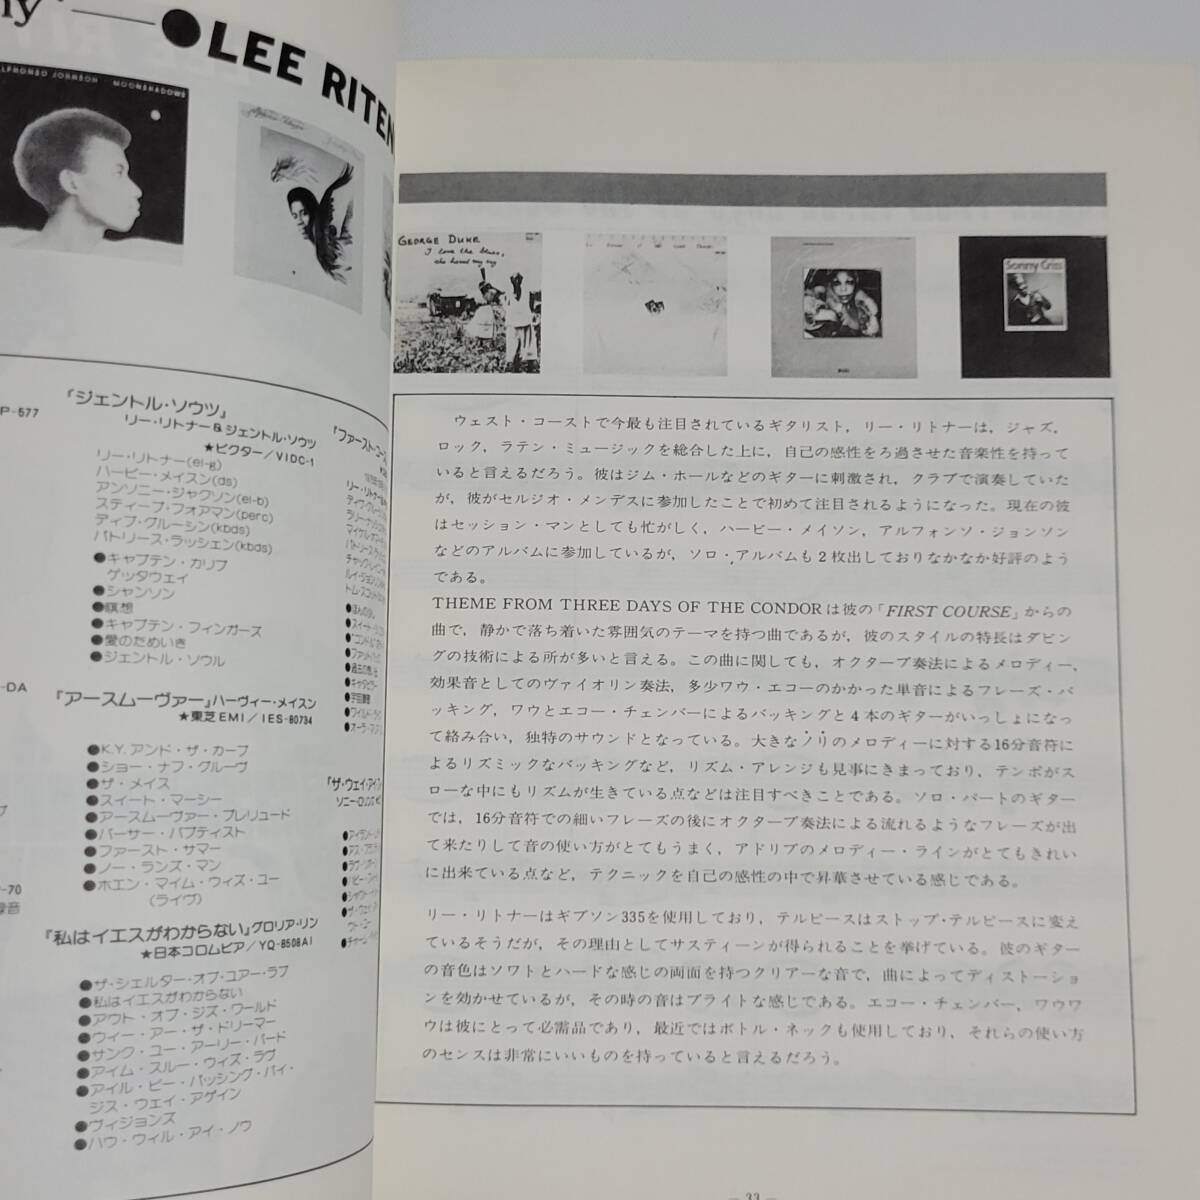 ny
●LEE RITEN
ALPHONSO JOHNSON MOONSHADOWS
P-577
『ジェントル・ソウツ』
リー・リトナー&ジェントル・ソウツ
★ビクター/VIDC-1
リー・リトナー(el-g)
ハービー・メイスン(ds)
アンソニー・ジャクソン(el-b)
スティーブ・フォアマン(perc)
ディブ・グルーシン(kbds)
パトリース・ラッシェン(kbds)
●キャプテン・カリブ
ゲッタウェイ
●シャンソン
●瞑想
●キャプテン・フィンガーズ
●愛のためいき
●ジェントル・ソウル
-DA
『アースムーヴァー』ハーヴィー・メイスン
★東芝EMI/IES-80734
●K.Y. アンド・ザ・カーブ
●ショー・ナフ・グルーヴ
●ザ・メイス
●スイート・マーシー
●アースムーヴァー・プレリュード
●バーサー・バプティスト
●ファースト・サマー
●ノー・ランズ・マン
●ホエン・マイム・ウィズ・ユー
(ライヴ)
-70
録音
『私はイエスがわからない』グロリア・リン
★日本コロムビア/YQ-8508AI
●ザ・シェルター・オブ・ユアー・ラブ
●私はイエスがわからない
●アウト・オブ・ジズ・ワールド
●ウィー・アー・ザ・ドリーマー
●サンク・ユー・アーリー・バード
●アイム・スルー・ウィズ・ラブ
●アイル・ビー・パッシング・バイ・
ジス・ウェイ・アゲイン
●ヴィジョンズ
●ハウ・ウィル・アイ・ノウ
『ファースト・コース
リー・リトナー
『ザ・ウェイ・アイ
ソニー・ロリンズ
GEORGE DUKE
I love the blues,
she heard my cry
Sonny Criss
ウェスト・コーストで今最も注目されているギタリスト,リー・リトナーは,ジャズ,
ロック,ラテン・ミュージックを総合した上に,自己の感性をろ過させた音楽性を持って
いると言えるだろう。彼はジム・ホールなどのギターに刺激され,クラブで演奏していた
が,彼がセルジオ・メンデスに参加したことで初めて注目されるようになった。現在の彼
はセッション・マンとしても忙がしく,ハービー・メイソン,アルフォンソ・ジョンソン
などのアルバムに参加しているが,ソロ・アルバムも2枚出しておりなかなか好評のよう
である。
THEME FROM THREE DAYS OF THE CONDORは彼の「FIRST COURSE」からの
曲で,静かで落ち着いた雰囲気のテーマを持つ曲であるが,彼のスタイルの特長はダビン
グの技術による所が多いと言える。この曲に関しても,オクターブ奏法によるメロディー,
効果音としてのヴァイオリン奏法,多少ワウ・エコーのかかった単音によるフレーズ・バ
ッキング,ワウとエコー・チェンバーによるバッキングと4本のギターがいっしょになっ
て絡み合い,独特のサウンドとなっている。大きなノリのメロディーに対する16分音符に
よるリズミックなバッキングなど,リズム・アレンジも見事にきまっており,テンポがス
ローな中にもリズムが生きている点などは注目すべきことである。ソロ・パートのギター
では,16分音符での細いフレーズの後にオクターブ奏法による流れるようなフレーズが出
て来たりして音の使い方がとてもうまく,アドリブのメロディー・ラインがとてもきれい
に出来ている点など,テクニックを自己の感性の中で昇華させている感じである。
リー・リトナーはギブソン335を使用しており,テルピースはストップ・テルピースに変え
ているそうだが,その理由としてサスティーンが得られることを挙げている。彼のギター
の音色はソワトとハードな感じの両面を持つクリアーな音で,曲によってディストーショ
ンを効かせているが,その時の音はブライトな感じである。エコー・チェンバー,ワウワ
ウは彼にとって必需品であり,最近ではボトル・ネックも使用しており,それらの使い方
のセンスは非常にいいものを持っていると言えるだろう。
— 33 —